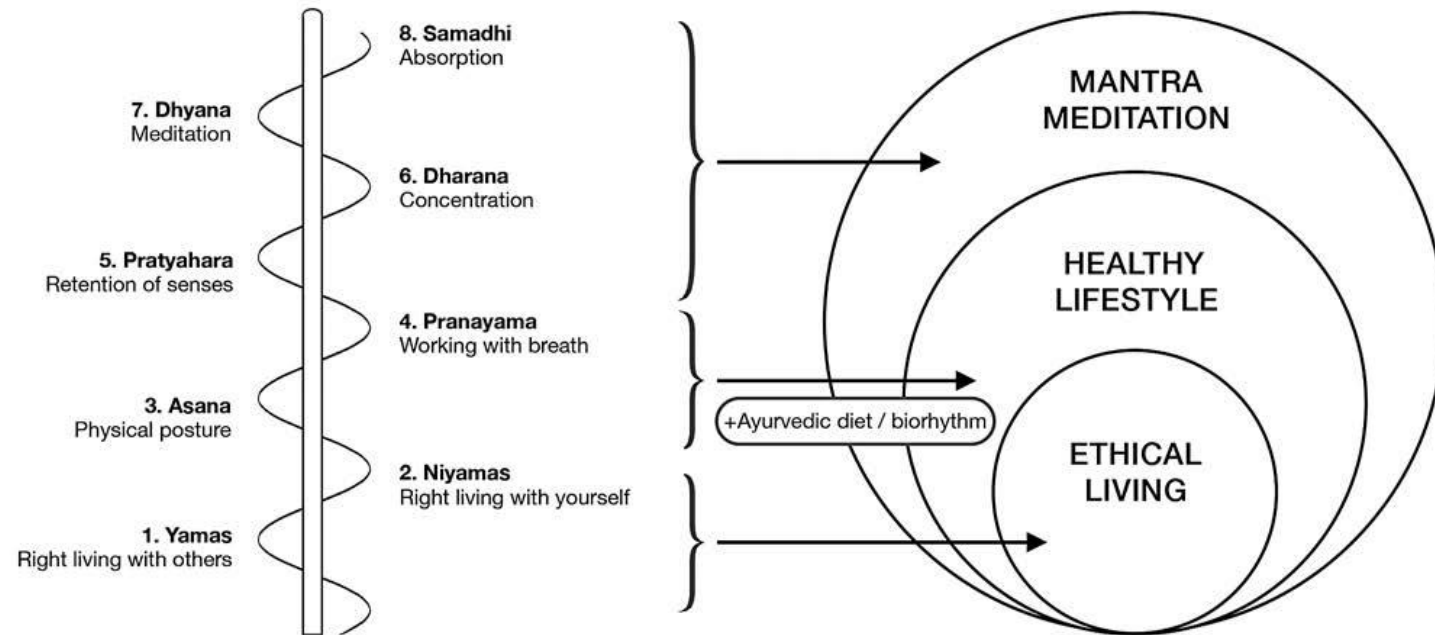 8. Samadhi
Absorption
7. Dhyana
Meditation
6. Dharana
Concentration
5. Pratyahara
Retention of senses
4. Pranayama
Working with breath
3. Asana
Physical posture
2. Niyamas
Right living with yourself
1. Yamas
Right living with others
+Ayurvedic diet / biorhythm
MANTRA
MEDITATION
HEALTHY
LIFESTYLE
ETHICAL
LIVING